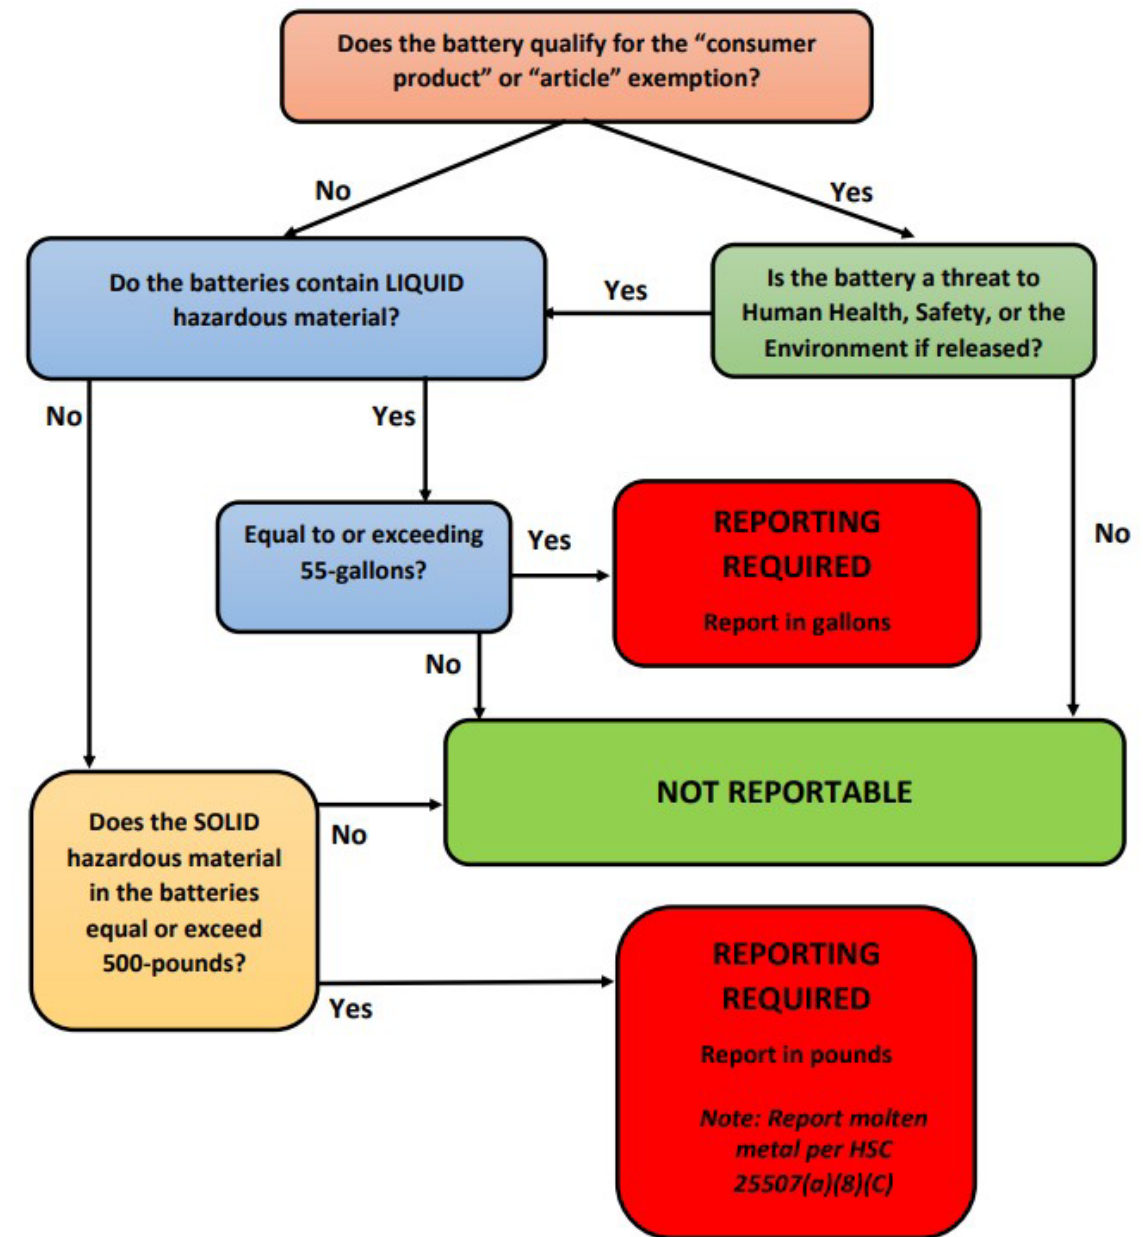 Does the battery qualify for the “consumer
product” or “article” exemption?
No
Yes
Do the batteries contain LIQUID
hazardous material?
Yes
Is the battery a threat to
Human Health, Safety, or the
Environment if released?
No
Yes
No
Equal to or exceeding
55-gallons?
Yes
REPORTING
REQUIRED
Report in gallons
No
NOT REPORTABLE
Does the SOLID
hazardous material
in the batteries
equal or exceed
500-pounds?
No
Yes
REPORTING
REQUIRED
Report in pounds
Note: Report molten
metal per HSC
25507(a)(8)(C)